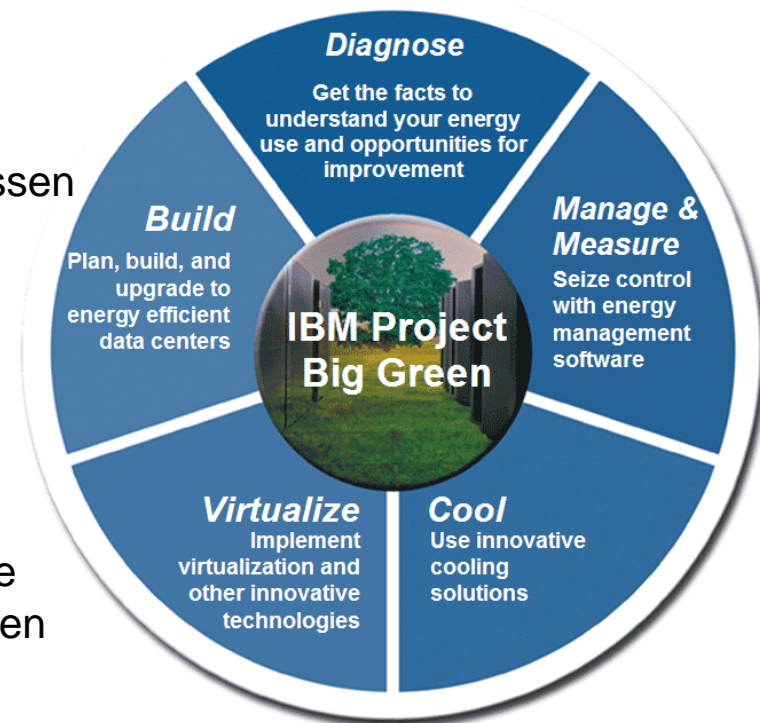 Diagnose
Get the facts to
understand your energy
use and opportunities for
improvement
Manage &
Measure
Seize control
with energy
management
software
Cool
Use innovative
cooling
solutions
Virtualize
Implement
virtualization and
other innovative
technologies
Build
Plan, build, and
upgrade to
energy efficient
data centers
IBM Project
Big Green
ssen
e
en